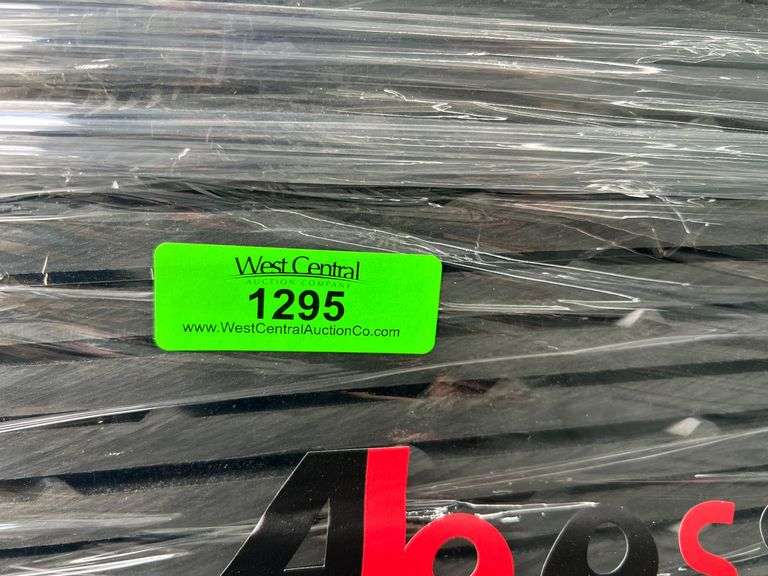 West Central
AUCTION COMPANY
1295
www.WestCentralAuctionCo.com